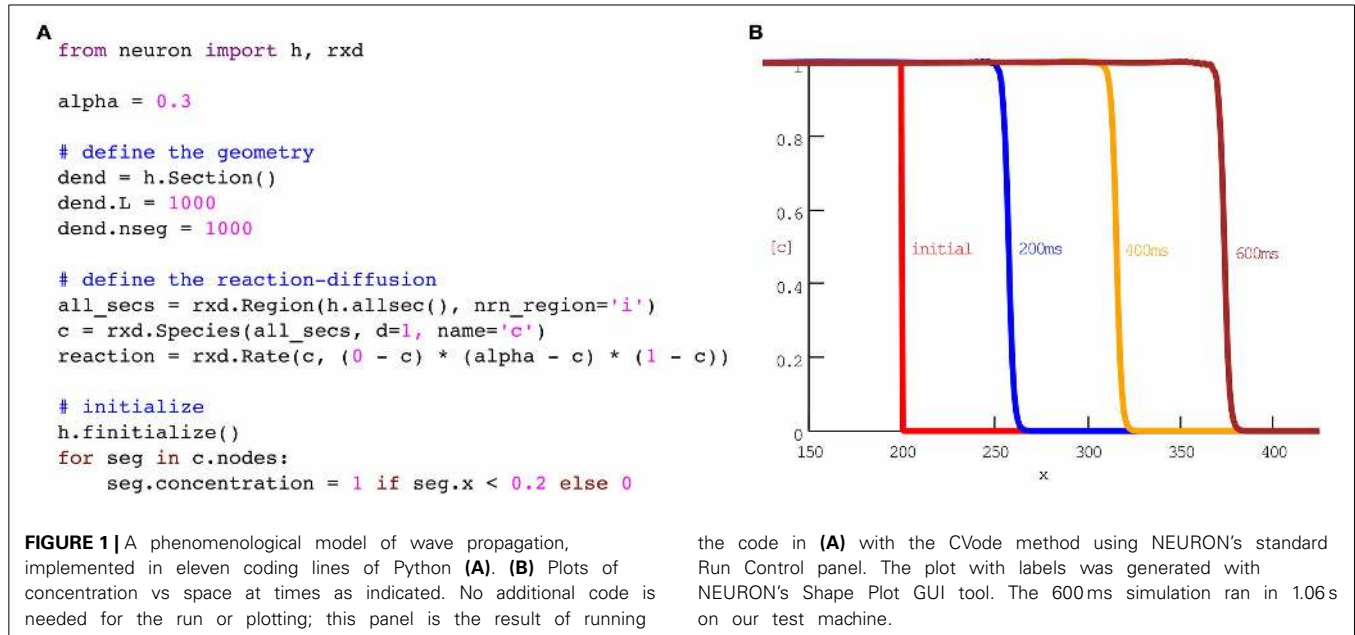 A
from neuron import h, rxd
alpha = 0.3
# define the geometry
dend = h.Section()
dend.L = 1000
dend.nseg = 1000
# define the reaction-diffusion
all_secs = rxd.Region(h.allsec(), nrn_region='i')
c = rxd.Species(all_secs, d=1, name='c')
reaction = rxd.Rate(c, (0 - c) * (alpha - c) * (1 - c))
# initialize
h.finitialize()
for seg in c.nodes:
    seg.concentration = 1 if seg.x < 0.2 else 0
B
1
0.8
0.6
[c]
initial
200ms
400ms
600ms
0.4
0.2
0
150
200
250
300
350
400
x
FIGURE 1 | A phenomenological model of wave propagation,
implemented in eleven coding lines of Python (A). (B) Plots of
concentration vs space at times as indicated. No additional code is
needed for the run or plotting; this panel is the result of running
the code in (A) with the CVode method using NEURON's standard
Run Control panel. The plot with labels was generated with
NEURON's Shape Plot GUI tool. The 600 ms simulation ran in 1.06 s
on our test machine.